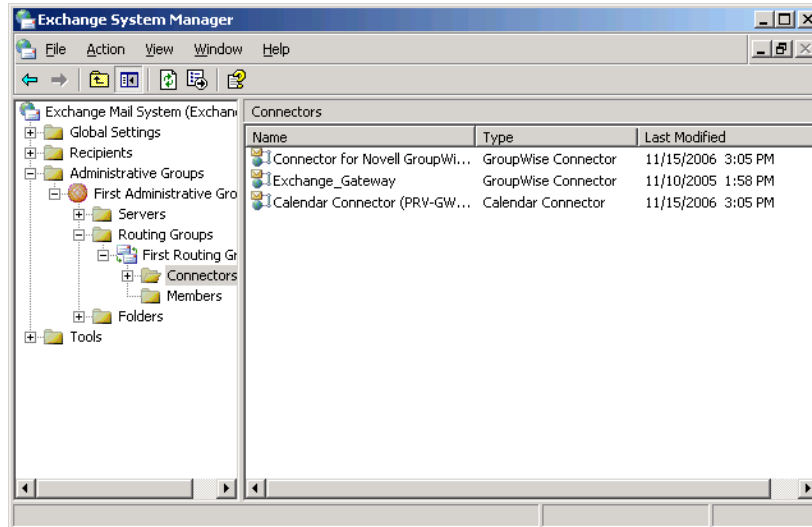 Exchange System Manager
File Action View Window Help
Exchange Mail System (Exchan
Global Settings
Recipients
Administrative Groups
First Administrative Gro
Servers
Routing Groups
First Routing Gr
Connectors
Members
Folders
Tools
Connectors
Name Type Last Modified
Connector for Novell GroupWi... GroupWise Connector 11/15/2006 3:05 PM
Exchange_Gateway GroupWise Connector 11/10/2005 1:58 PM
Calendar Connector (PRV-GW... Calendar Connector 11/15/2006 3:05 PM